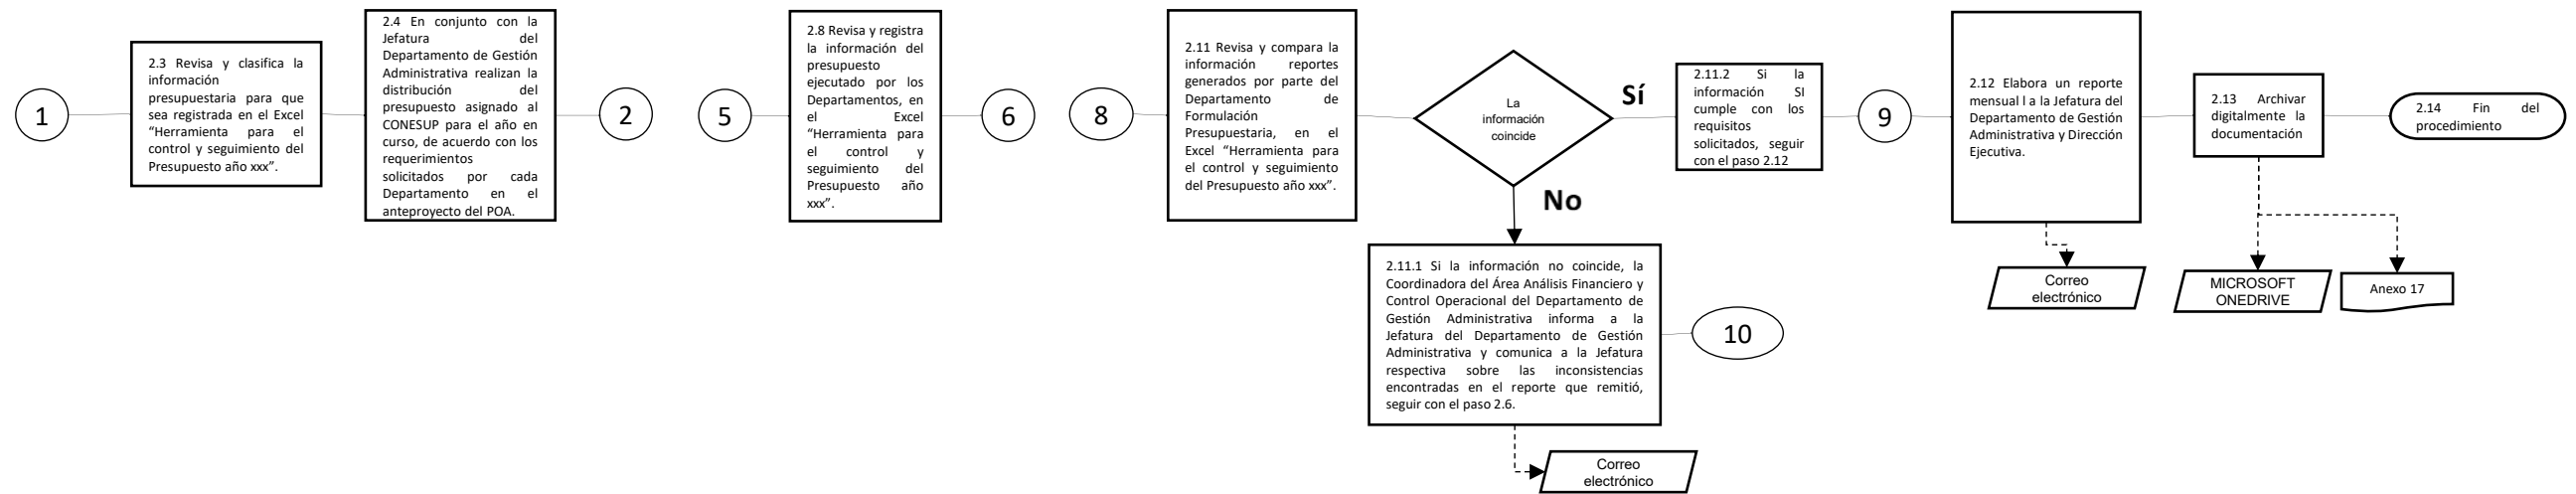 1
2.3 Revisa y clasifica la
información
presupuestaria para que
sea registrada en el Excel
“Herramienta para el
control y seguimiento del
Presupuesto año xxx”.
2.4 En conjunto con la
Jefatura del
Departamento de Gestión
Administrativa realizan la
distribución del
presupuesto asignado al
CONESUP para el año en
curso, de acuerdo con los
requerimientos
solicitados por cada
Departamento en el
anteproyecto del POA.
2
5
2.8 Revisa y registra
la información del
presupuesto
ejecutado por los
Departamentos, en
el Excel
“Herramienta para
el control y
seguimiento del
Presupuesto año
xxx”.
6
8
2.11 Revisa y compara la
información reportes
generados por parte del
Departamento de
Formulación
Presupuestaria, en el
Excel “Herramienta para
el control y seguimiento
del Presupuesto año xxx”.
La
información
coincide
Sí
No
2.11.2 Si la
información SI
cumple con los
requisitos
solicitados, seguir
con el paso 2.12
9
2.12 Elabora un reporte
mensual l a la Jefatura del
Departamento de Gestión
Administrativa y Dirección
Ejecutiva.
2.13 Archivar
digitalmente la
documentación
2.14 Fin del
procedimiento
2.11.1 Si la información no coincide, la
Coordinadora del Área Análisis Financiero y
Control Operacional del Departamento de
Gestión Administrativa informa a la
Jefatura del Departamento de Gestión
Administrativa y comunica a la Jefatura
respectiva sobre las inconsistencias
encontradas en el reporte que remitió,
seguir con el paso 2.6.
10
Correo
electrónico
MICROSOFT
ONEDRIVE
Anexo 17
Correo
electrónico